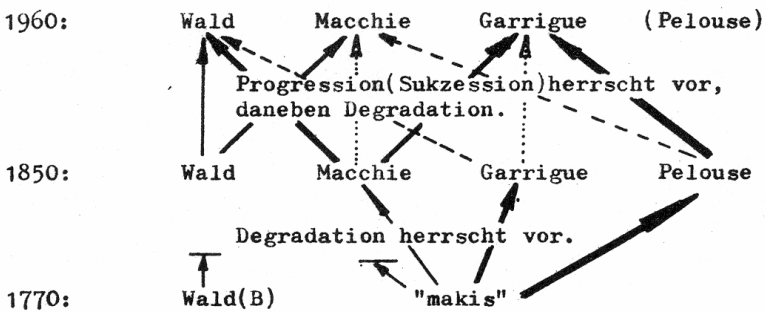 1960: Wald Macchie Garrigue (Pelouse)
Progression(Sukzession)herrscht vor,
daneben Degradation.
1850: Wald Macchie Garrigue Pelouse
Degradation herrscht vor.
1770: Wald(B) "makis"